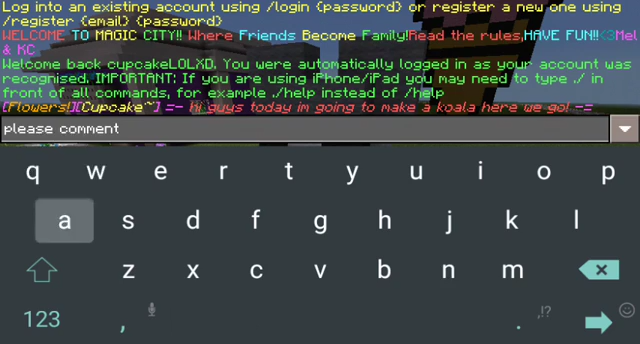 Log into an existing account using /login {password} or register a new one using
/register {email} {password}
WELCOME TO MAGIC CITY!! Where Friends Become Family!Read the rules,HAVE FUN!!<3Mel
& KC
Welcome back cupcakeLOLXD. You were automatically logged in as your account was
recognised. IMPORTANT: If you are using iPhone/iPad you may need to type ./ in
front of all commands, for example ./help instead of /help
[Flowers!][Cupcake~] =- hi guys today im going to make a koala here we go! -=
please comment
q w e r t y u i o p
a s d f g h j k l
z x c v b n m
123 , . ,!?